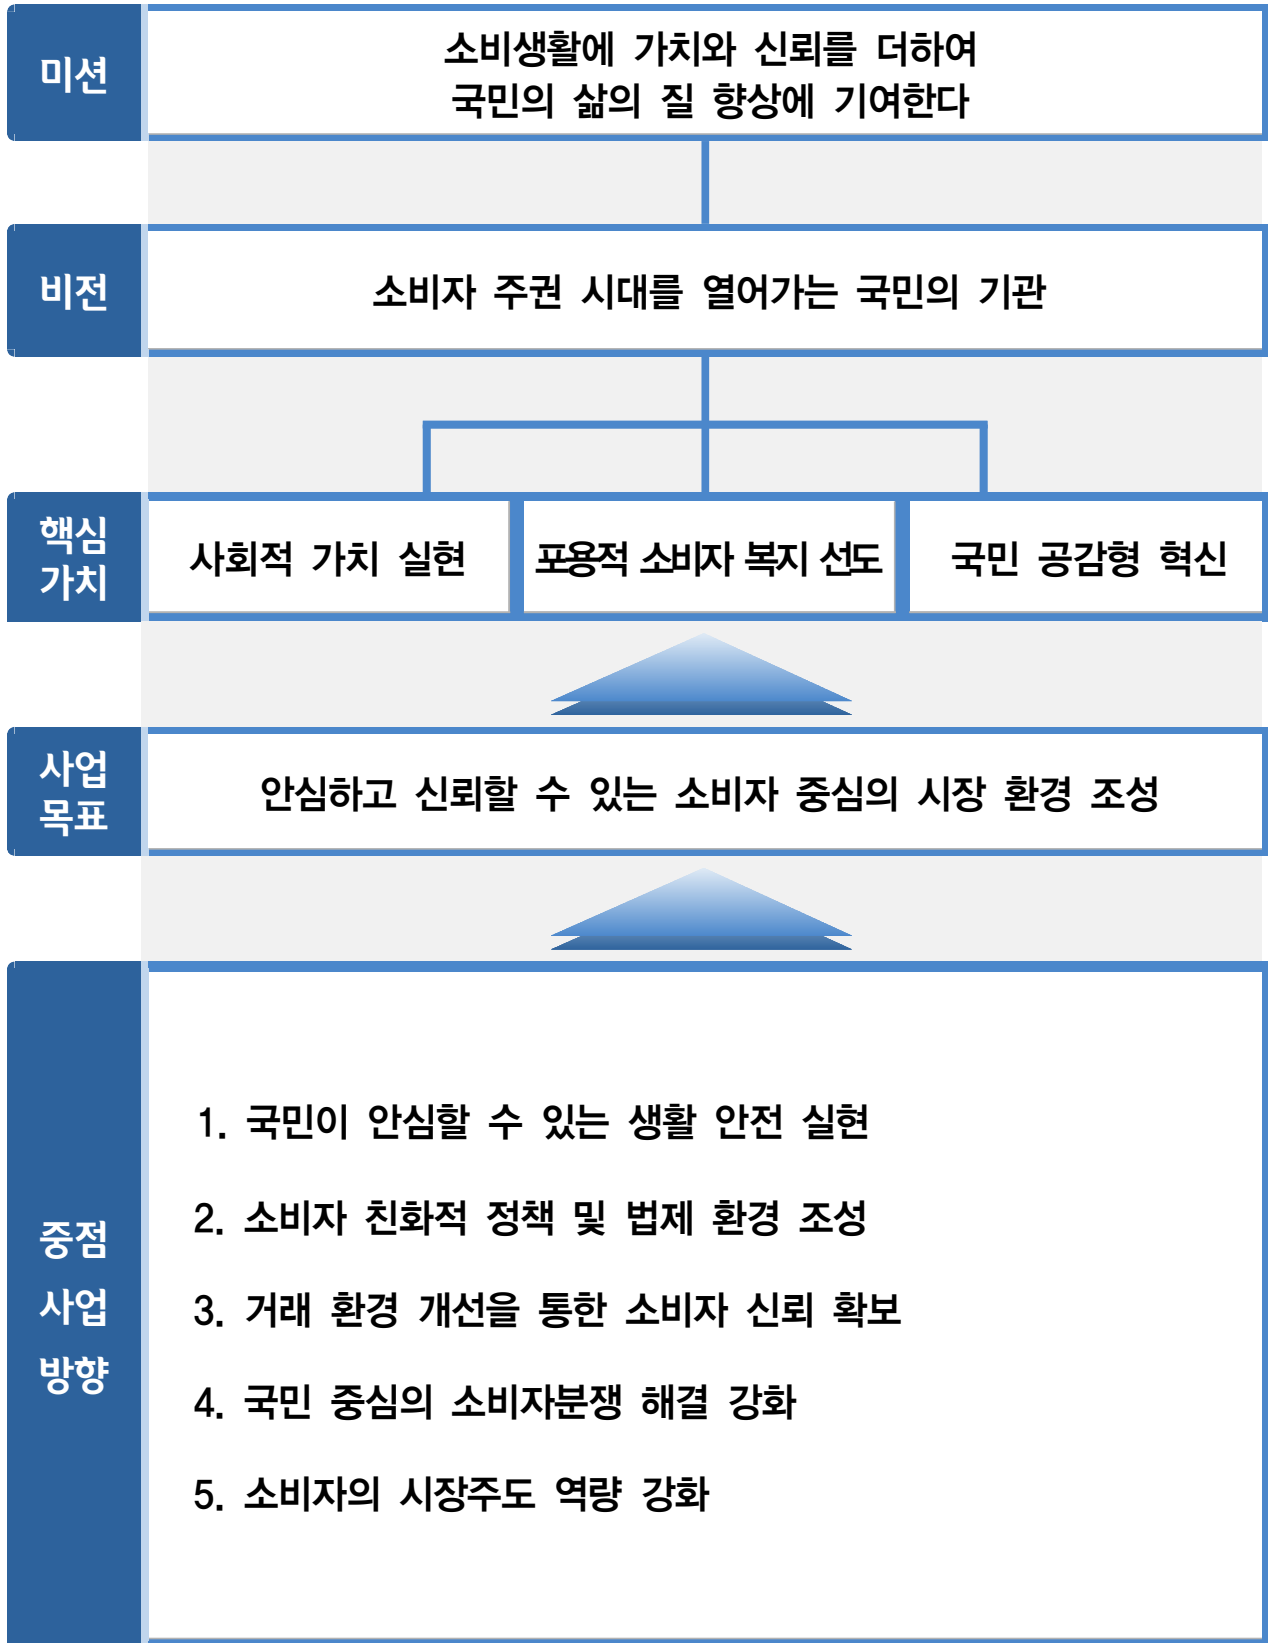 미션
소비생활에 가치와 신뢰를 더하여
국민의 삶의 질 향상에 기여한다
비전
소비자 주권 시대를 열어가는 국민의 기관
핵심
가치
사회적 가치 실현
포용적 소비자 복지 선도
국민 공감형 혁신
사업
목표
안심하고 신뢰할 수 있는 소비자 중심의 시장 환경 조성
중점
사업
방향
1. 국민이 안심할 수 있는 생활 안전 실현
2. 소비자 친화적 정책 및 법제 환경 조성
3. 거래 환경 개선을 통한 소비자 신뢰 확보
4. 국민 중심의 소비자분쟁 해결 강화
5. 소비자의 시장주도 역량 강화